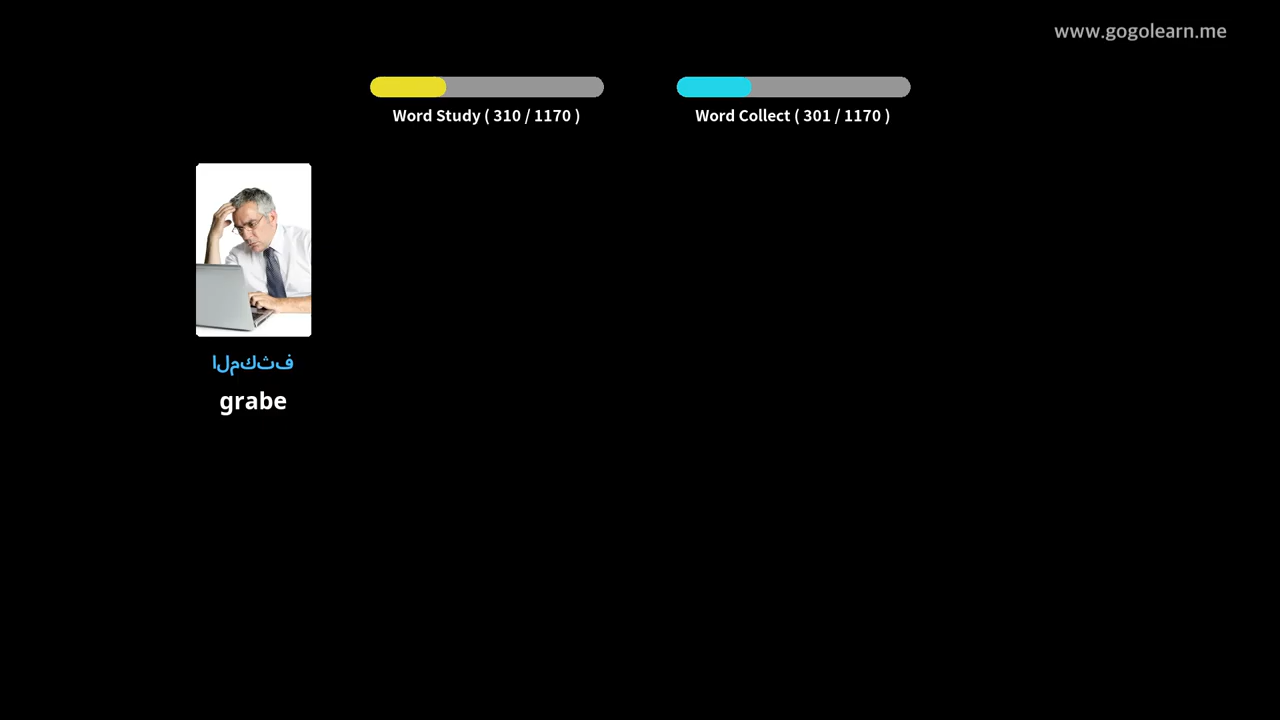 www.gogolearn.me
Word Study ( 310 / 1170 )
Word Collect ( 301 / 1170 )
المكثف
grabe